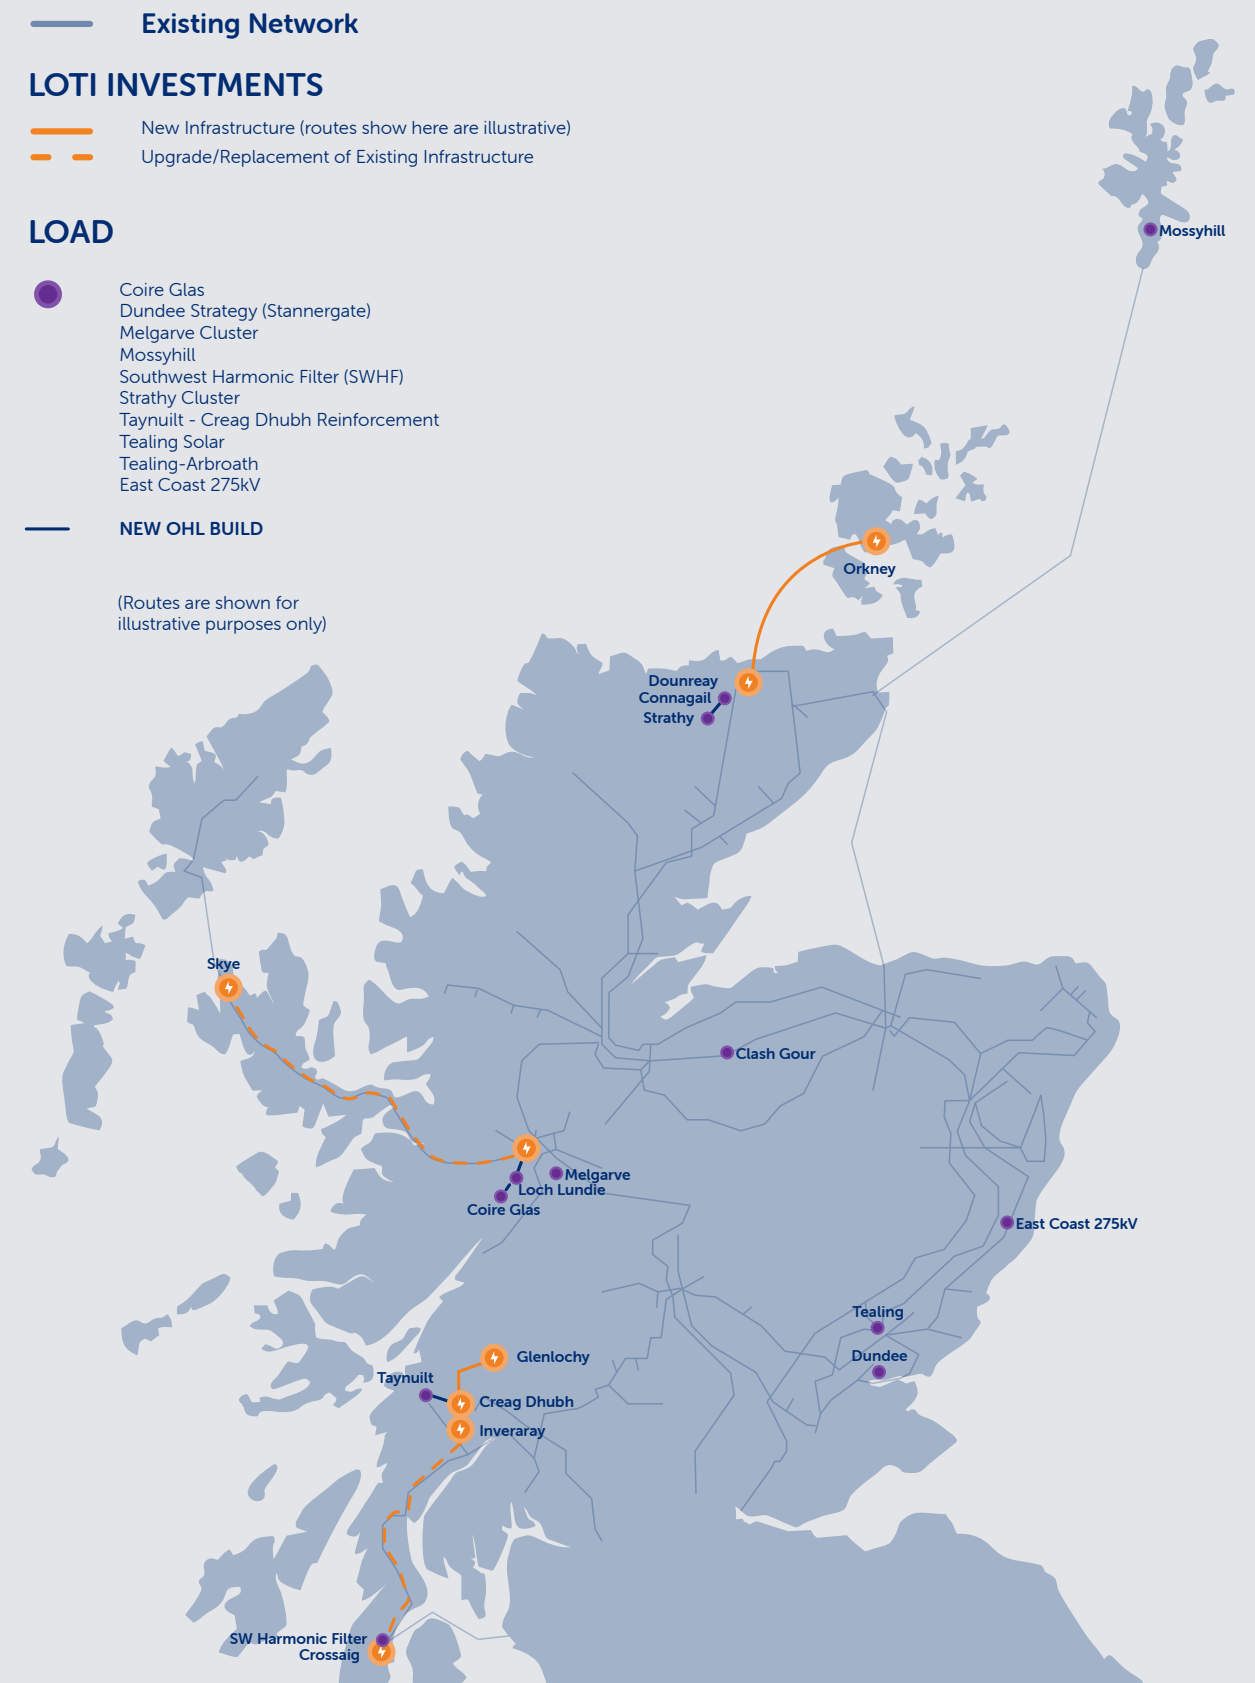 Existing Network
LOTI INVESTMENTS
New Infrastructure (routes show here are illustrative)
Upgrade/Replacement of Existing Infrastructure
LOAD
Coire Glas
Dundee Strategy (Stannergate)
Melgarve Cluster
Mossyhill
Southwest Harmonic Filter (SWHF)
Strathy Cluster
Taynuilt - Creag Dhubh Reinforcement
Tealing Solar
Tealing-Arbroath
East Coast 275kV
NEW OHL BUILD
(Routes are shown for
illustrative purposes only)
Mossyhill
Orkney
Dounreay
Connagail
Strathy
Skye
Clash Gour
Melgarve
Loch Lundie
Coire Glas
East Coast 275kV
Tealing
Dundee
Glenlochy
Taynuilt
Creag Dhubh
Inveraray
SW Harmonic Filter
Crossaig